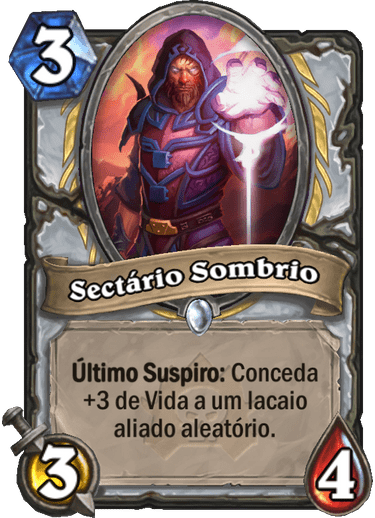 3
Sectário Sombrio
Último Suspiro: Conceda
+3 de Vida a um lacaio
aliado aleatório.
3
4